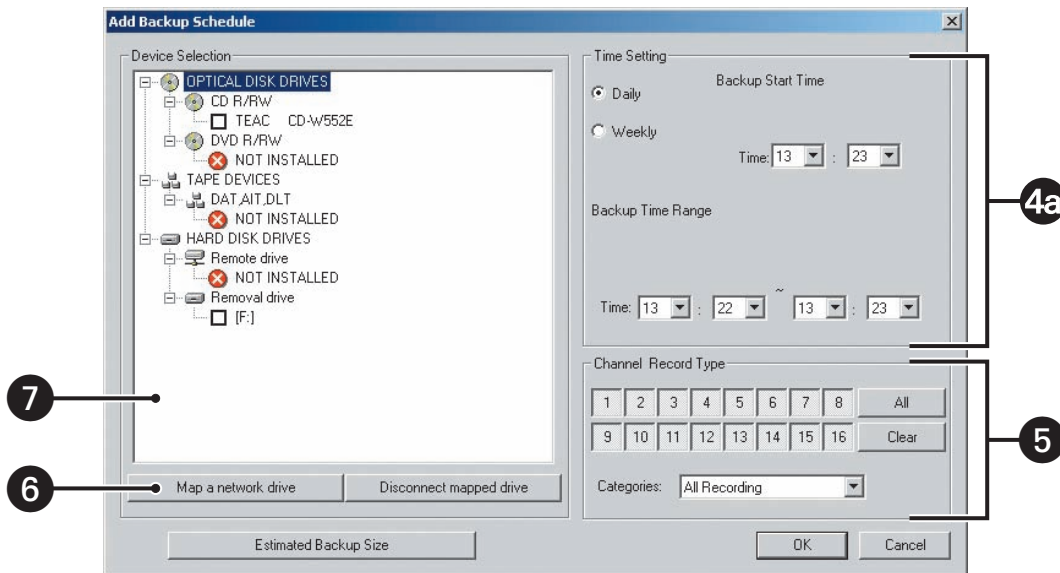 Add Backup Schedule
Device Selection
OPTICAL DISK DRIVES
CD R/RW
TEAC CD-W552E
DVD R/RW
NOT INSTALLED
TAPE DEVICES
DAT,AIT,DLT
NOT INSTALLED
HARD DISK DRIVES
Remote drive
NOT INSTALLED
Removal drive
[F:]
7
6
Map a network drive
Disconnect mapped drive
Estimated Backup Size
Time Setting
Backup Start Time
Daily
Weekly
Time: 13 : 23
Backup Time Range
Time: 13 : 22 ~ 13 : 23
4a
Channel Record Type
1 2 3 4 5 6 7 8 All
9 10 11 12 13 14 15 16 Clear
Categories: All Recording
5
OK
Cancel